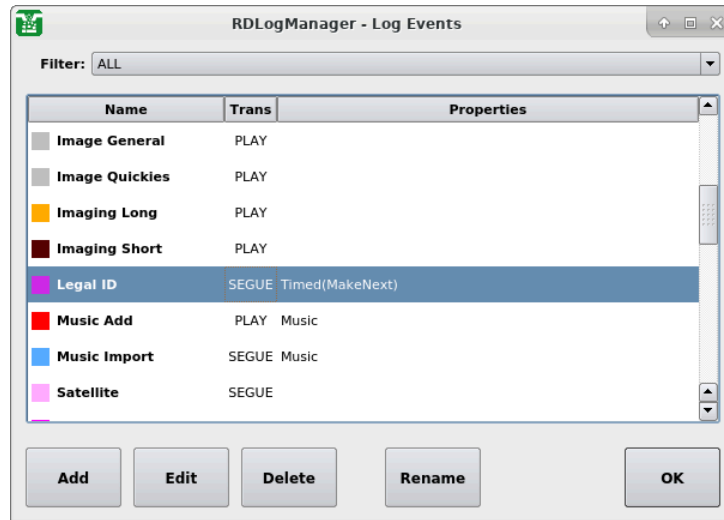 RDLogManager - Log Events
Filter: ALL
Name Trans Properties
Image General PLAY
Image Quickies PLAY
Imaging Long PLAY
Imaging Short PLAY
Legal ID SEGUE Timed(MakeNext)
Music Add PLAY Music
Music Import SEGUE Music
Satellite SEGUE
Add Edit Delete Rename OK